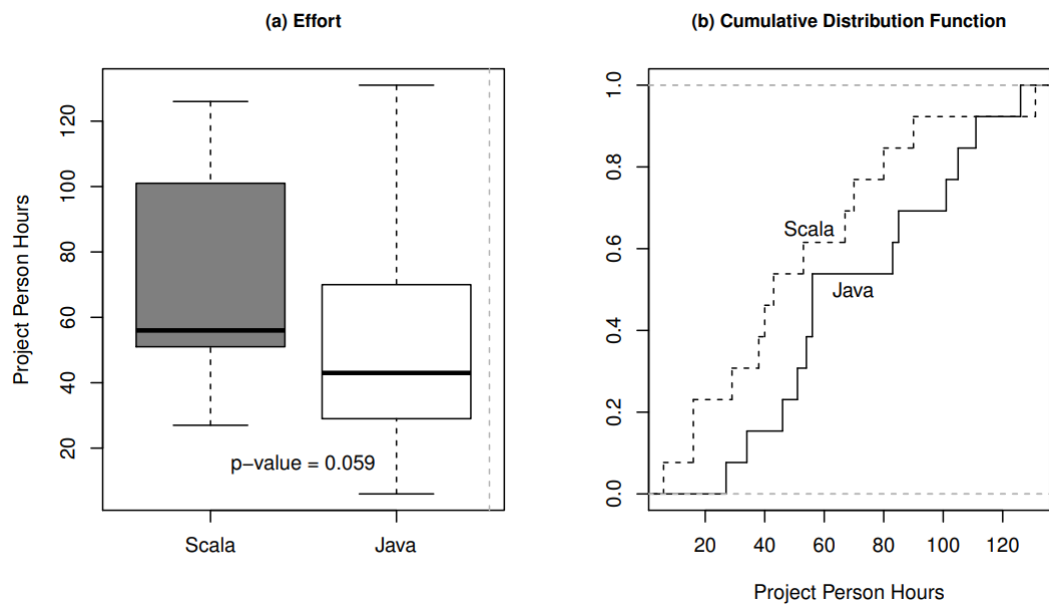 (a) Effort
Project Person Hours
120
100
80
60
40
20
p−value = 0.059
Scala
Java
(b) Cumulative Distribution Function
1.0
0.8
0.6
0.4
0.2
0.0
Scala
Java
20 40 60 80 100 120
Project Person Hours